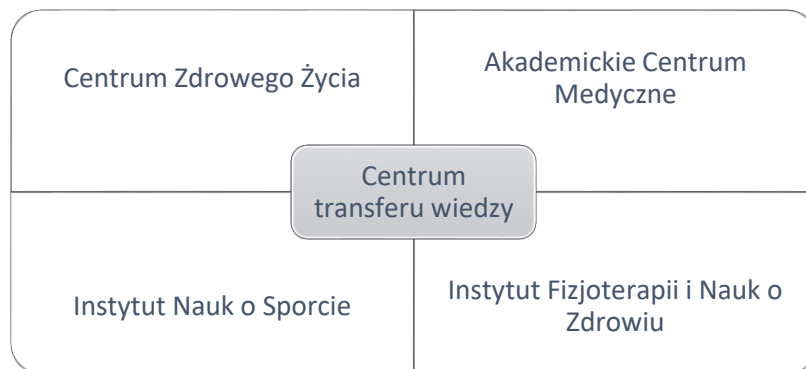 Centrum Zdrowego Życia
Akademickie Centrum
Medyczne
Centrum
transferu wiedzy
Instytut Nauk o Sporcie
Instytut Fizjoterapii i Nauk o
Zdrowiu